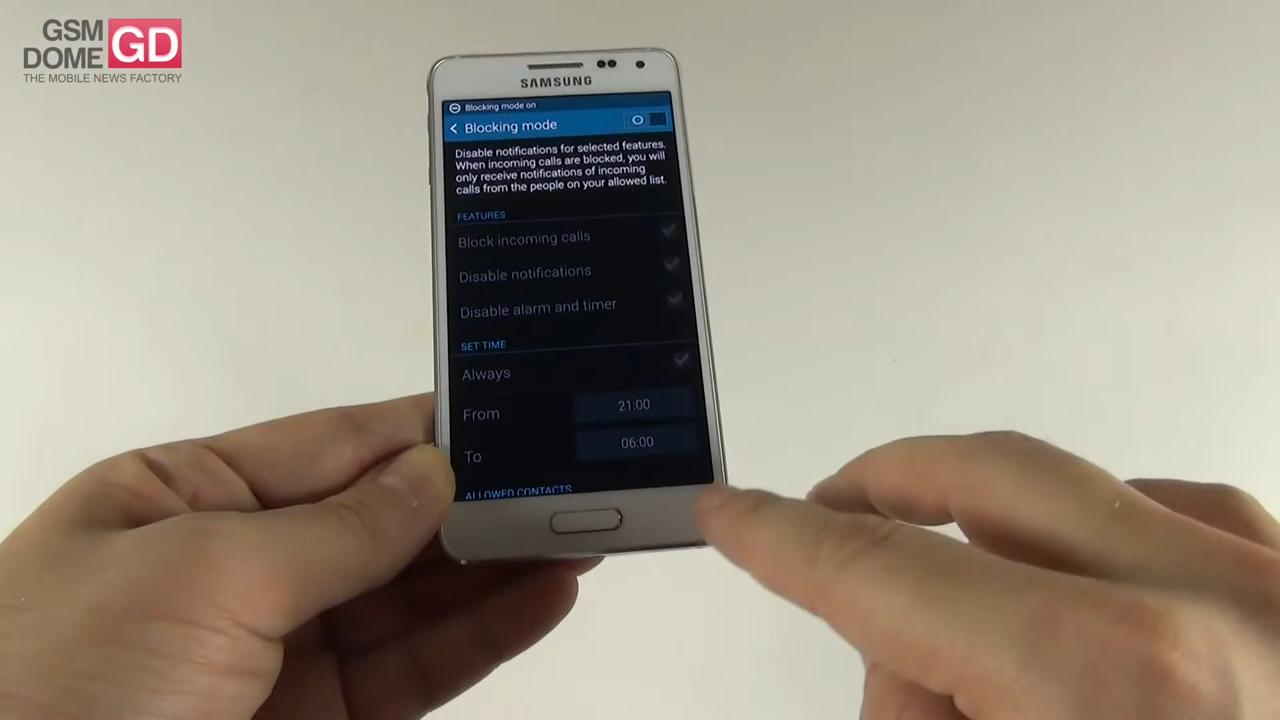 GSM
DOME GD
THE MOBILE NEWS FACTORY
SAMSUNG
Blocking mode on
Blocking mode
Disable notifications for selected features.
When incoming calls are blocked, you will
only receive notifications of incoming
calls from the people on your allowed list.
FEATURES
Block incoming calls
Disable notifications
Disable alarm and timer
SET TIME
Always
From 21:00
To 06:00
ALLOWED CONTACTS